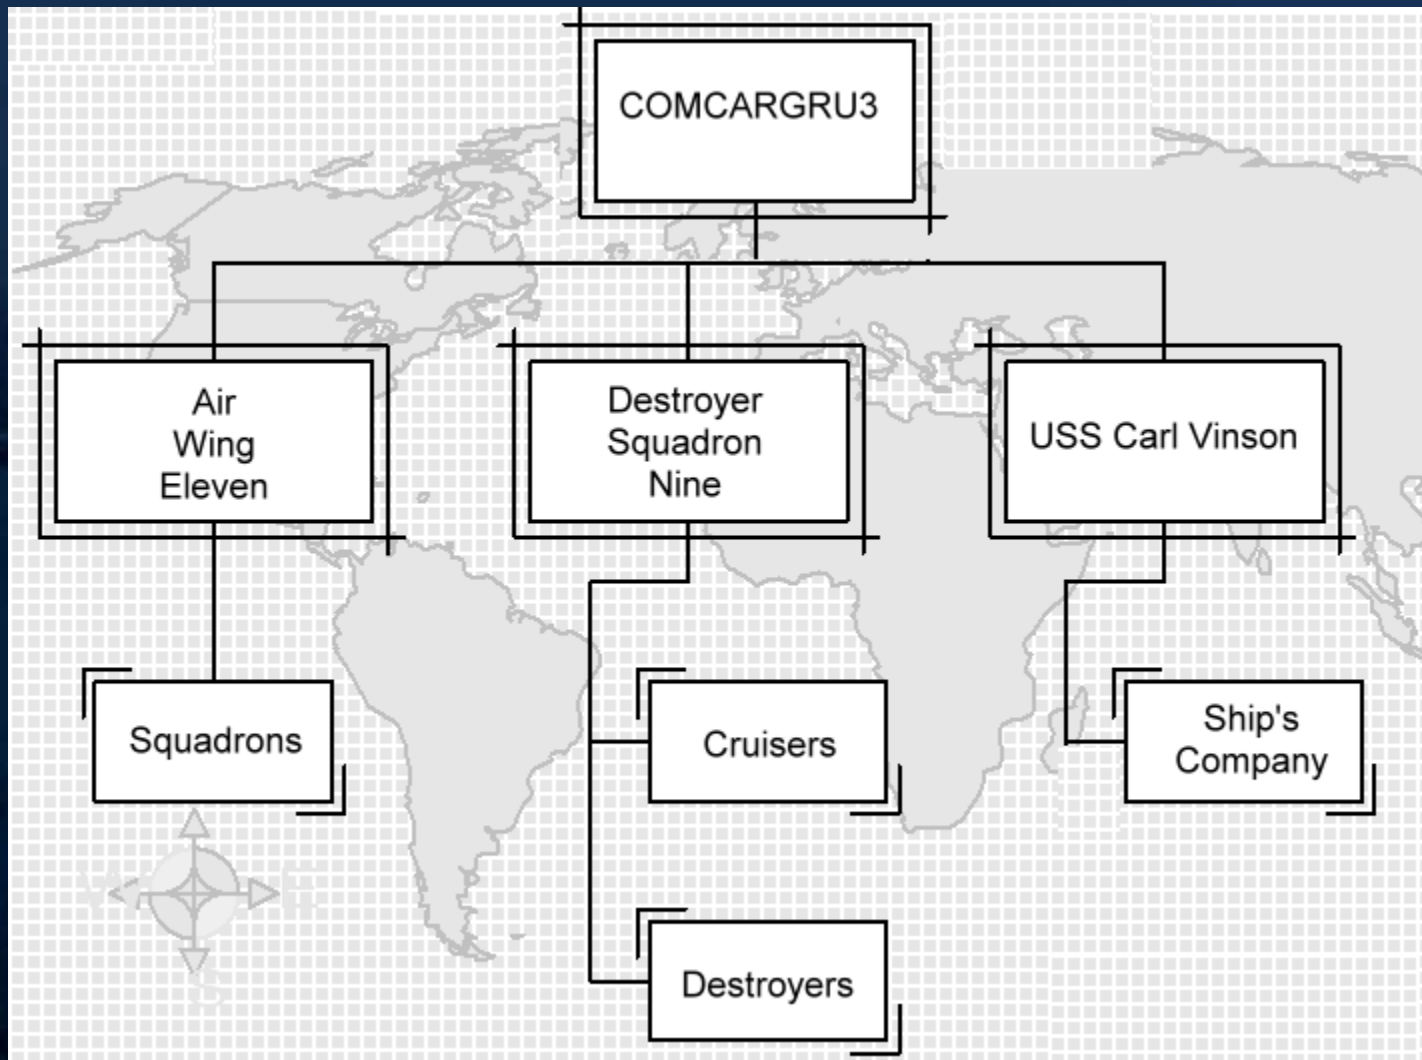 COMCARGRU3
Air
Wing
Eleven
Destroyer
Squadron
Nine
USS Carl Vinson
Squadrons
Cruisers
Ship's
Company
W
E
S
Destroyers